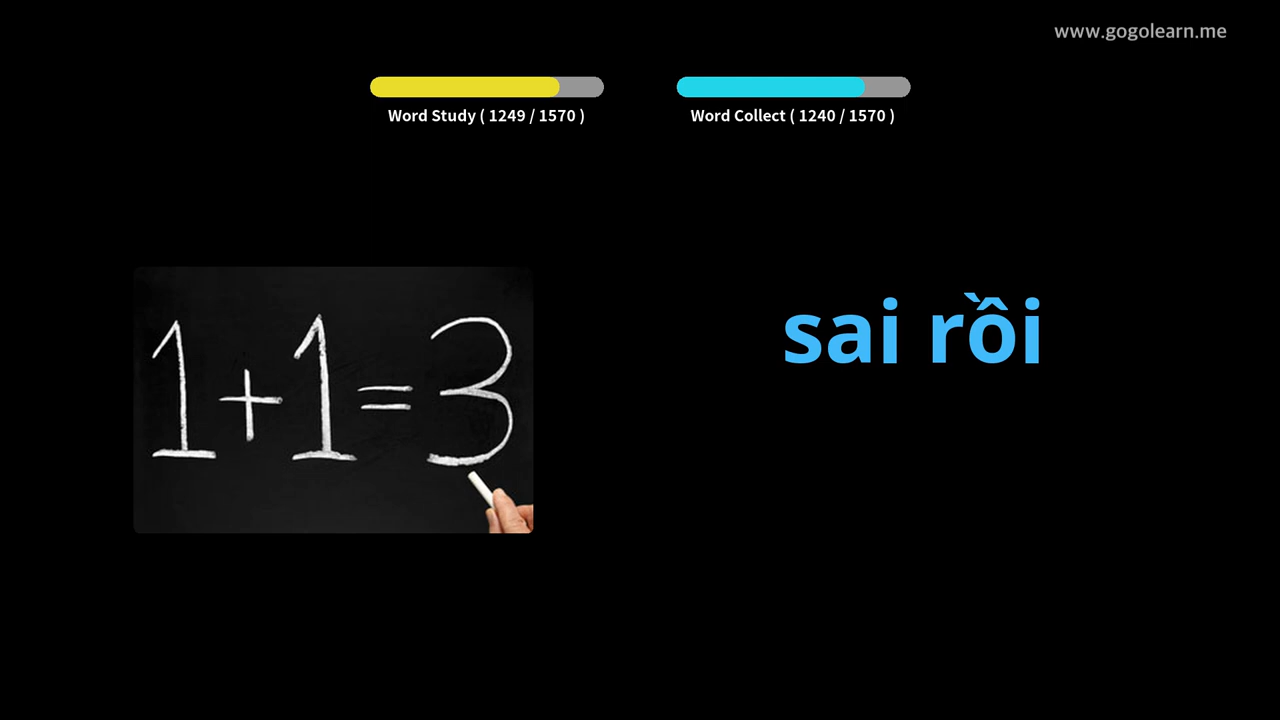 www.gogolearn.me
Word Study ( 1249 / 1570 )
Word Collect ( 1240 / 1570 )
1+1=3
sai rồi